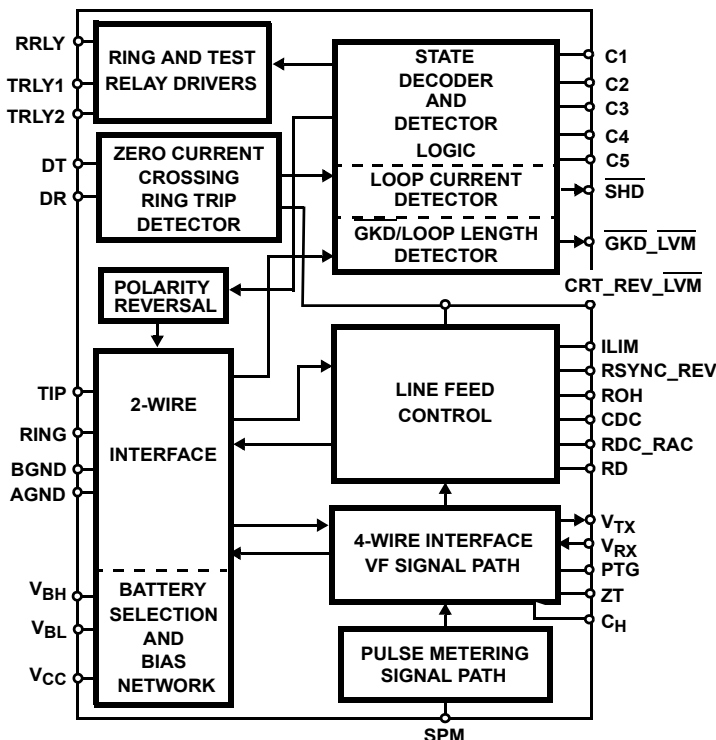 RRLY
TRLY1
TRLY2
DT
DR
TIP
RING
BGND
AGND
VBH
VBL
VCC
RING AND TEST
RELAY DRIVERS
ZERO CURRENT
CROSSING
RING TRIP
DETECTOR
POLARITY
REVERSAL
2-WIRE
INTERFACE
BATTERY
SELECTION
AND
BIAS
NETWORK
STATE
DECODER
AND
DETECTOR
LOGIC
LOOP CURRENT
DETECTOR
GKD/LOOP LENGTH
DETECTOR
LINE FEED
CONTROL
4-WIRE INTERFACE
VF SIGNAL PATH
PULSE METERING
SIGNAL PATH
C1
C2
C3
C4
C5
SHD
GKD_LVM
CRT_REV_LVM
ILIM
RSYNC_REV
ROH
CDC
RDC_RAC
RD
VTX
VRX
PTG
ZT
CH
SPM